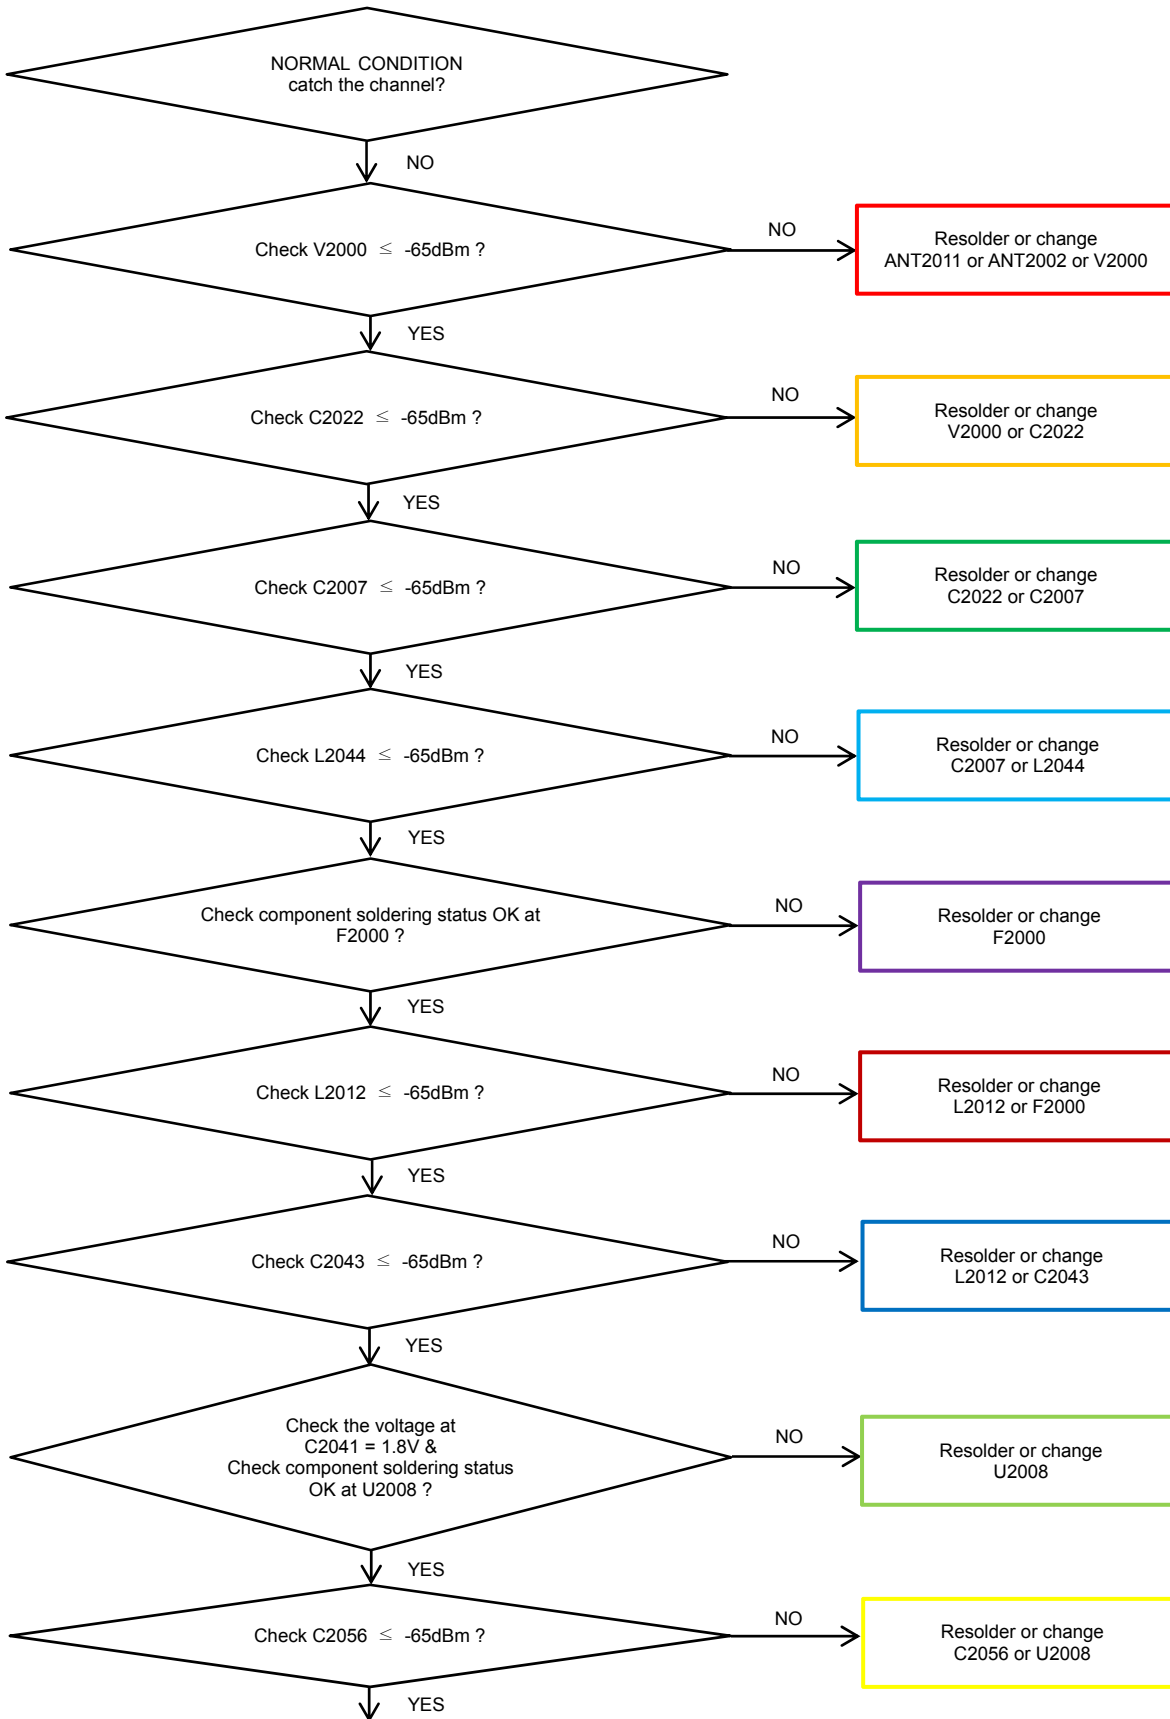 NORMAL CONDITION
catch the channel?
NO
Check V2000 ≤ -65dBm ?
NO
Resolder or change
ANT2011 or ANT2002 or V2000
YES
Check C2022 ≤ -65dBm ?
NO
Resolder or change
V2000 or C2022
YES
Check C2007 ≤ -65dBm ?
NO
Resolder or change
C2022 or C2007
YES
Check L2044 ≤ -65dBm ?
NO
Resolder or change
C2007 or L2044
YES
Check component soldering status OK at
F2000 ?
NO
Resolder or change
F2000
YES
Check L2012 ≤ -65dBm ?
NO
Resolder or change
L2012 or F2000
YES
Check C2043 ≤ -65dBm ?
NO
Resolder or change
L2012 or C2043
YES
Check the voltage at
C2041 = 1.8V &
Check component soldering status
OK at U2008 ?
NO
Resolder or change
U2008
YES
Check C2056 ≤ -65dBm ?
NO
Resolder or change
C2056 or U2008
YES